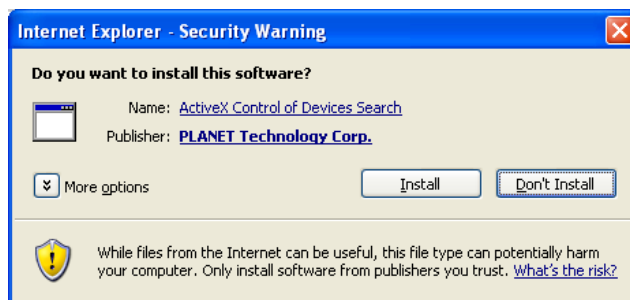 Internet Explorer - Security Warning
Do you want to install this software?
Name: ActiveX Control of Devices Search
Publisher: PLANET Technology Corp.
More options
Install
Don't Install
While files from the Internet can be useful, this file type can potentially harm
your computer. Only install software from publishers you trust. What's the risk?